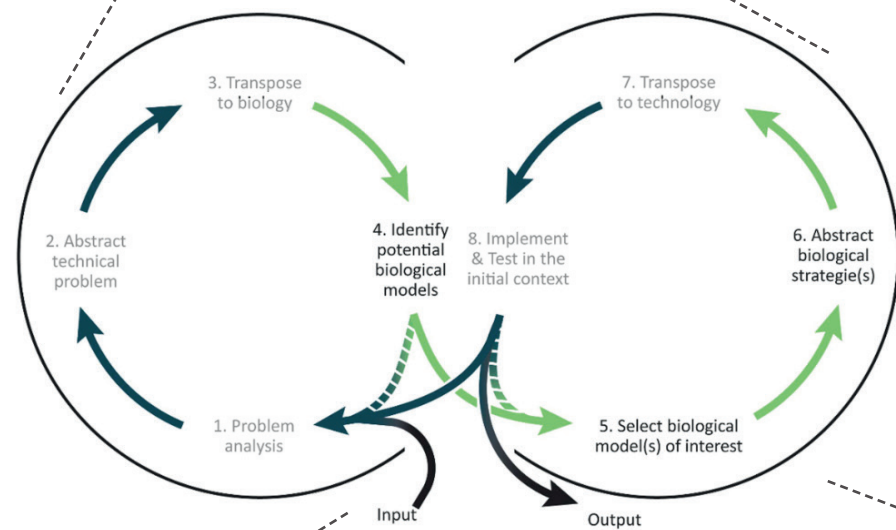 3. Transpose
to biology
7. Transpose
to technology
2. Abstract
technical
problem
4. Identify
potential
biological
models
8. Implement
& Test in the
initial context
6. Abstract
biological
strategie(s)
1. Problem
analysis
5. Select biological
model(s) of interest
Input
Output